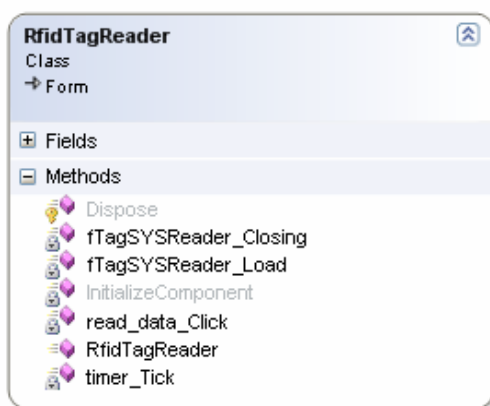 RfidTagReader
Class
Form
Fields
Methods
Dispose
fTagSYSReader_Closing
fTagSYSReader_Load
InitializeComponent
read_data_Click
RfidTagReader
timer_Tick